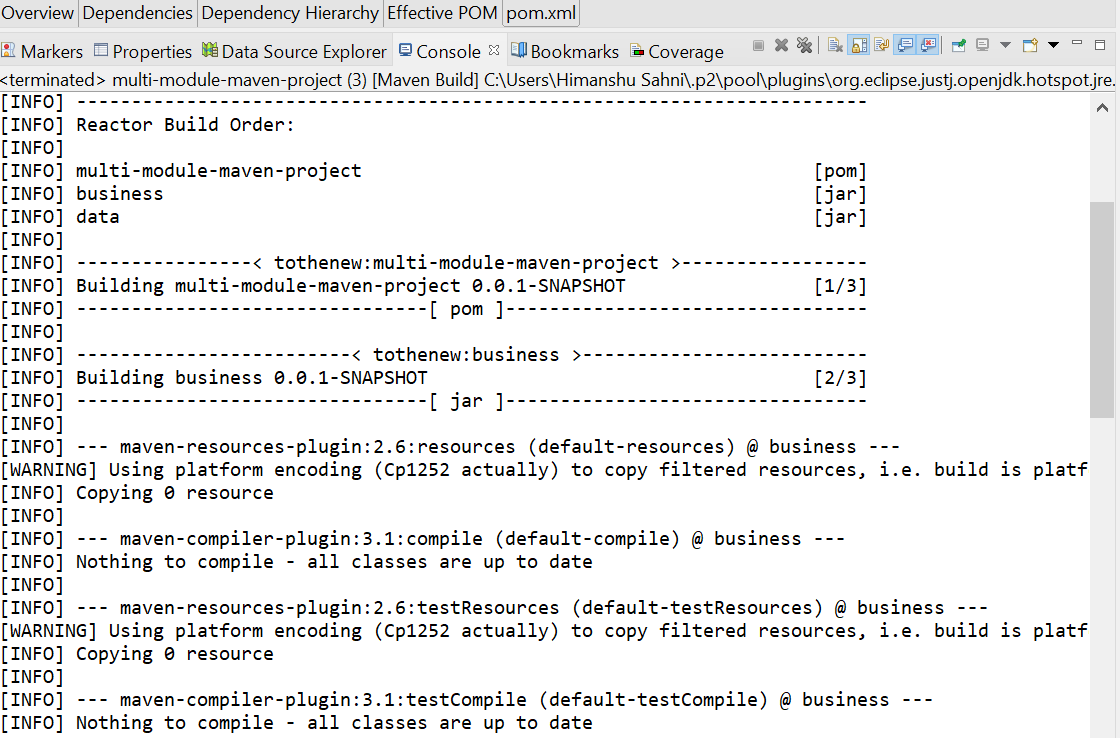 Overview Dependencies Dependency Hierarchy Effective POM pom.xml
Markers Properties Data Source Explorer Console Bookmarks Coverage
<terminated> multi-module-maven-project (3) [Maven Build] C:\Users\Himanshu Sahni\.p2\pool\plugins\org.eclipse.justj.openjdk.hotspot.jre.
[INFO] ------------------------------------------------------------------------
[INFO] Reactor Build Order:
[INFO]
[INFO] multi-module-maven-project                                         [pom]
[INFO] business                                                           [jar]
[INFO] data                                                               [jar]
[INFO]
[INFO] ----------------< tothenew:multi-module-maven-project >-----------------
[INFO] Building multi-module-maven-project 0.0.1-SNAPSHOT                 [1/3]
[INFO] --------------------------------[ pom ]---------------------------------
[INFO]
[INFO] -------------------------< tothenew:business >--------------------------
[INFO] Building business 0.0.1-SNAPSHOT                                   [2/3]
[INFO] --------------------------------[ jar ]---------------------------------
[INFO]
[INFO] --- maven-resources-plugin:2.6:resources (default-resources) @ business ---
[WARNING] Using platform encoding (Cp1252 actually) to copy filtered resources, i.e. build is platf
[INFO] Copying 0 resource
[INFO]
[INFO] --- maven-compiler-plugin:3.1:compile (default-compile) @ business ---
[INFO] Nothing to compile - all classes are up to date
[INFO]
[INFO] --- maven-resources-plugin:2.6:testResources (default-testResources) @ business ---
[WARNING] Using platform encoding (Cp1252 actually) to copy filtered resources, i.e. build is platf
[INFO] Copying 0 resource
[INFO]
[INFO] --- maven-compiler-plugin:3.1:testCompile (default-testCompile) @ business ---
[INFO] Nothing to compile - all classes are up to date